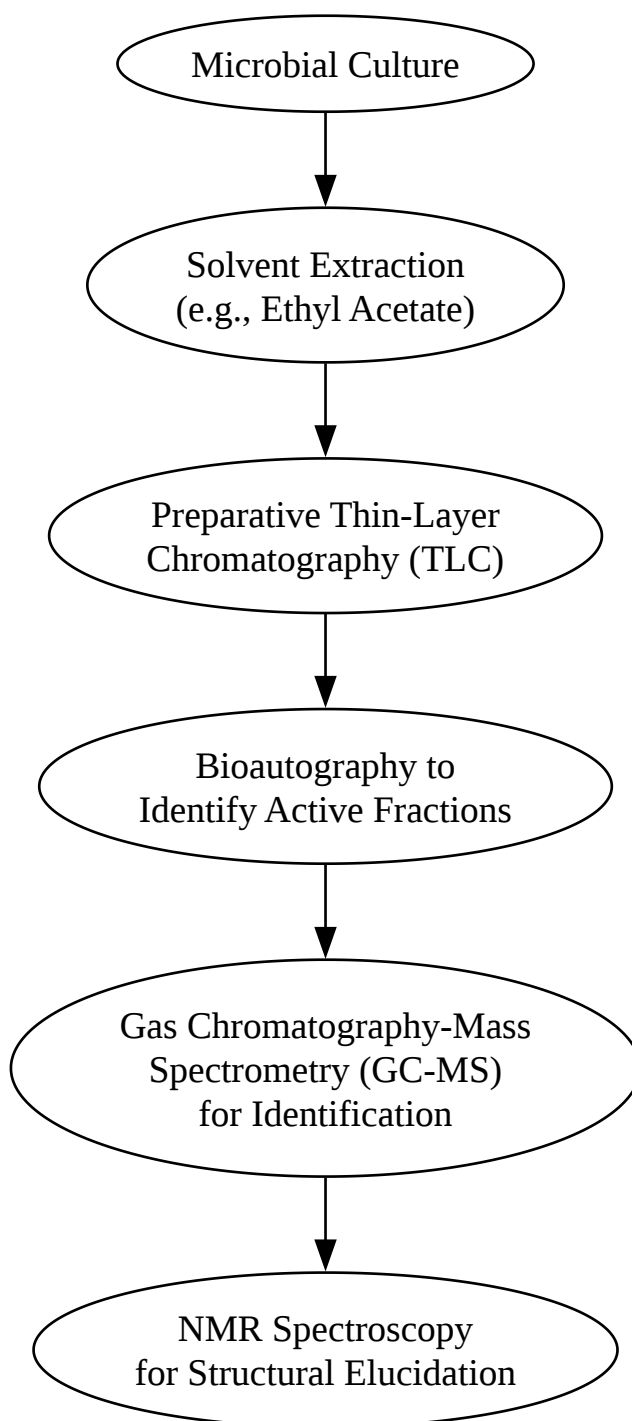 Microbial Culture
Solvent Extraction
(e.g., Ethyl Acetate)
Preparative Thin-Layer
Chromatography (TLC)
Bioautography to
Identify Active Fractions
Gas Chromatography-Mass
Spectrometry (GC-MS)
for Identification
NMR Spectroscopy
for Structural Elucidation